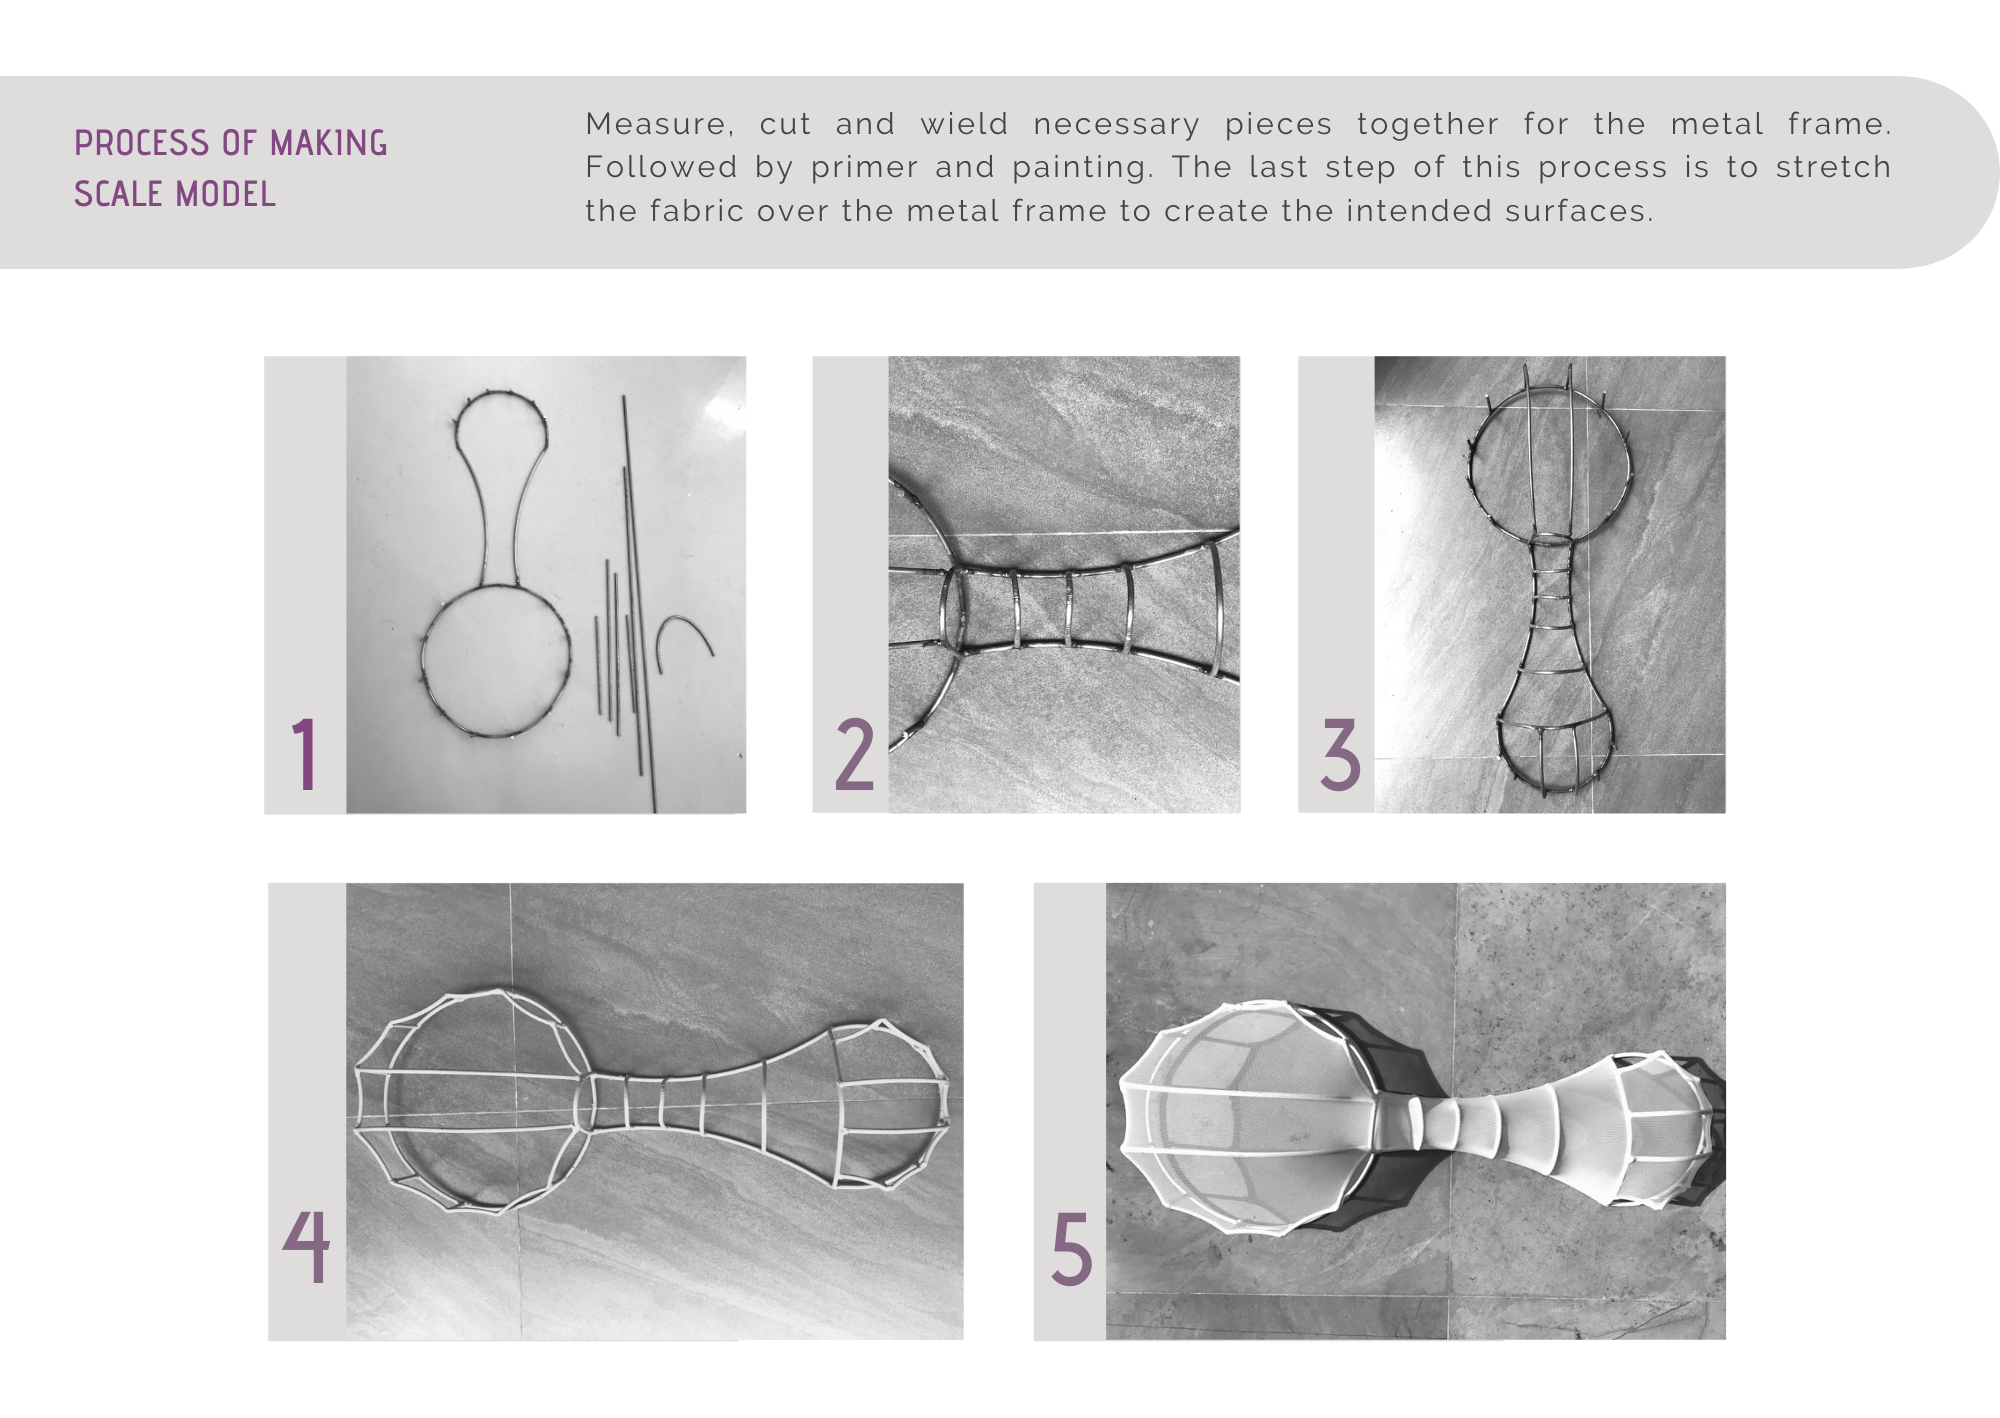 PROCESS OF MAKING
SCALE MODEL
Measure, cut and wield necessary pieces together for the metal frame.
Followed by primer and painting. The last step of this process is to stretch
the fabric over the metal frame to create the intended surfaces.
1
2
3
4
5